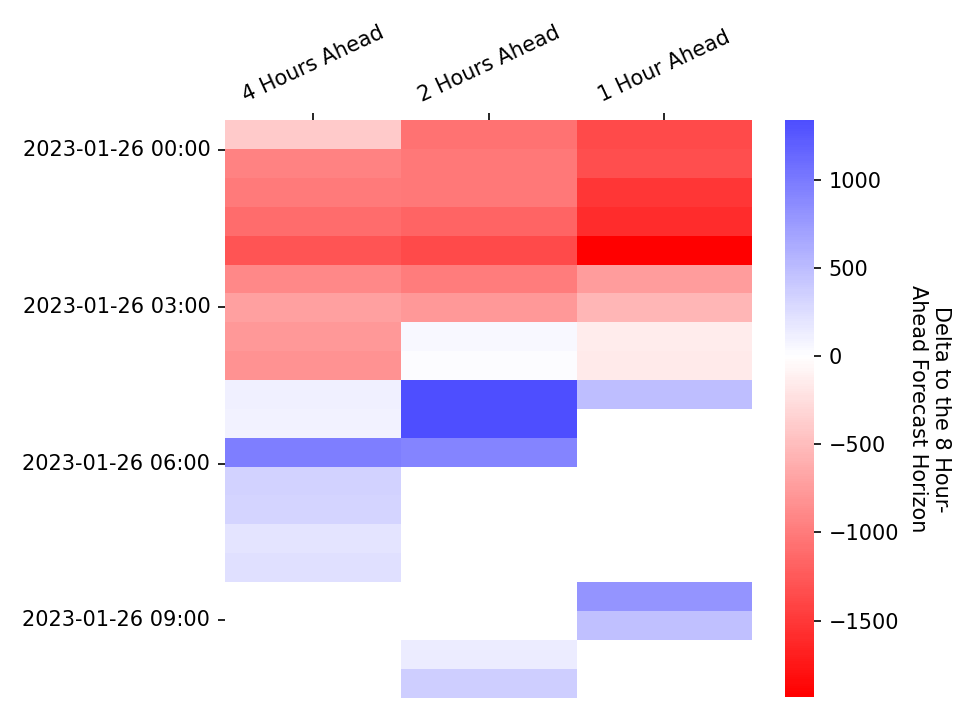 4 Hours Ahead
2 Hours Ahead
1 Hour Ahead
2023-01-26 00:00
2023-01-26 03:00
2023-01-26 06:00
2023-01-26 09:00
1000
500
0
−500
−1000
−1500
Delta to the 8 Hour-
Ahead Forecast Horizon